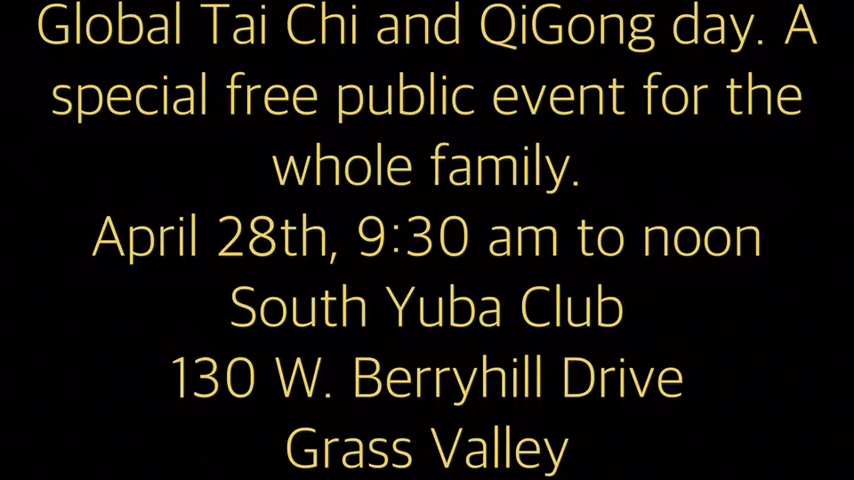 Global Tai Chi and QiGong day. A
special free public event for the
whole family.
April 28th, 9:30 am to noon
South Yuba Club
130 W. Berryhill Drive
Grass Valley